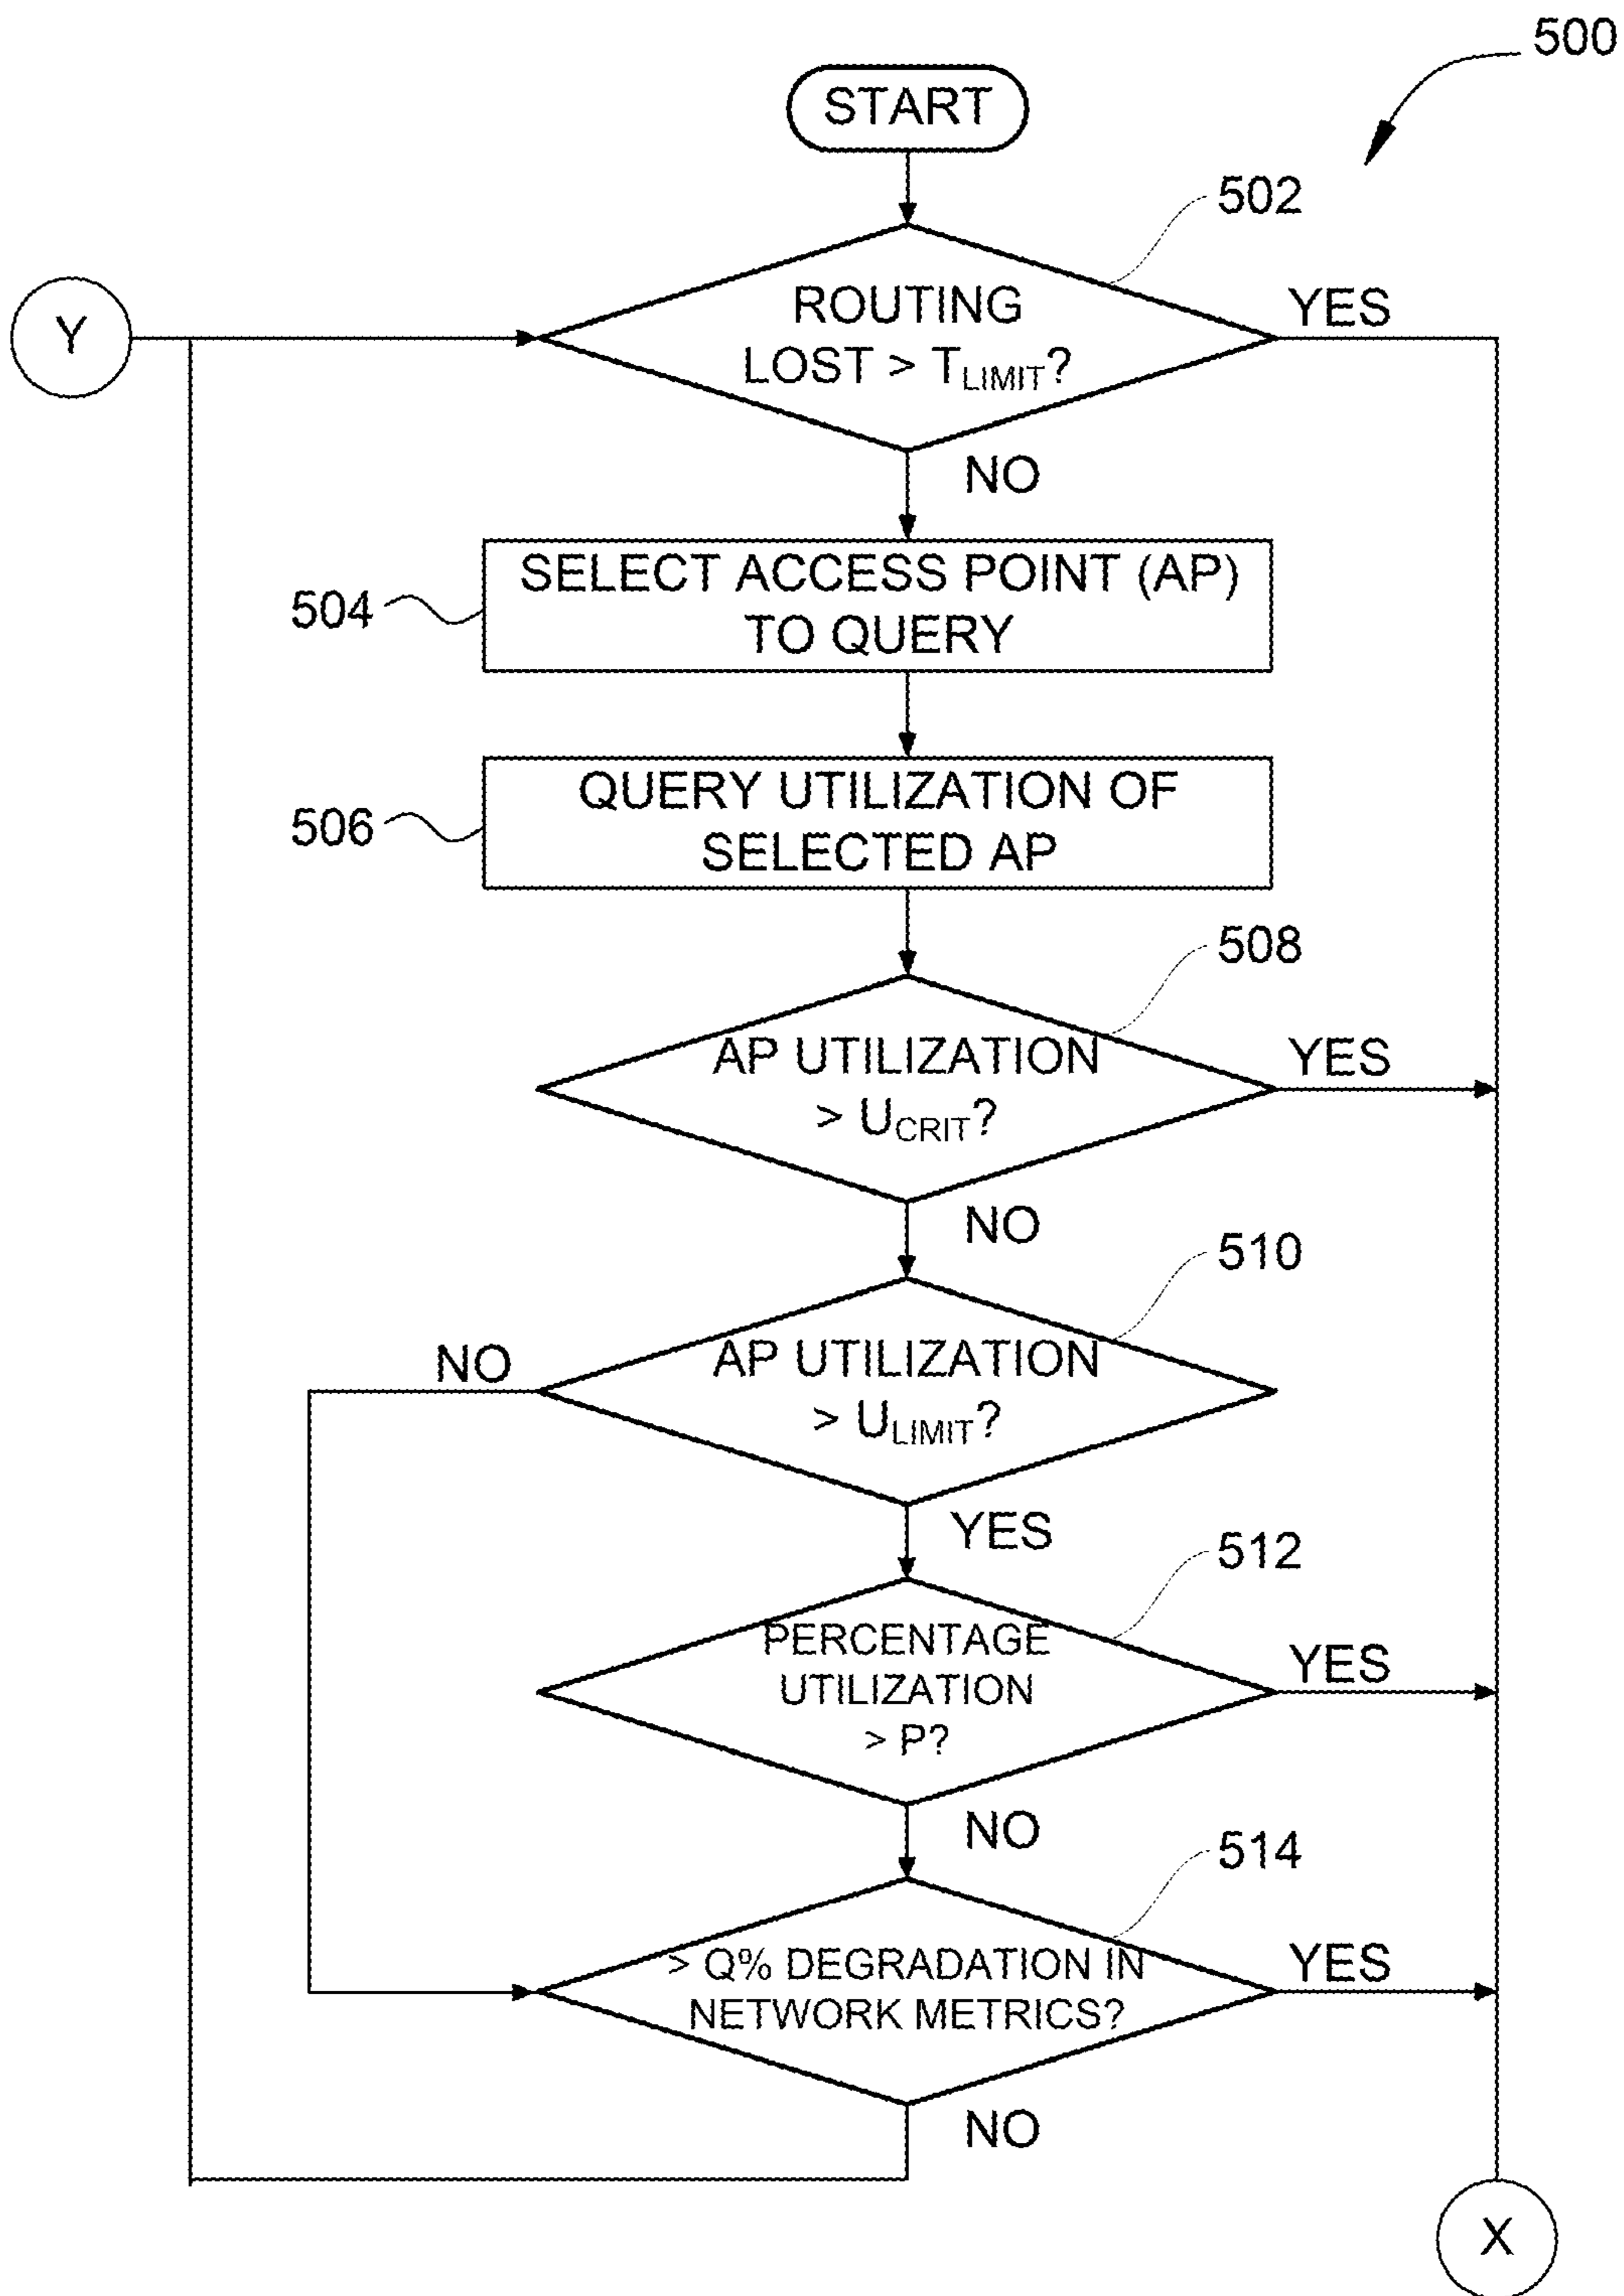 500
START
502
Y
ROUTING
LOST > TLIMIT?
YES
NO
504
SELECT ACCESS POINT (AP)
TO QUERY
506
QUERY UTILIZATION OF
SELECTED AP
508
AP UTILIZATION
> UCRIT?
YES
NO
510
NO
AP UTILIZATION
> ULIMIT?
YES
512
PERCENTAGE
UTILIZATION
> P?
YES
NO
514
> Q% DEGRADATION IN
NETWORK METRICS?
YES
NO
X